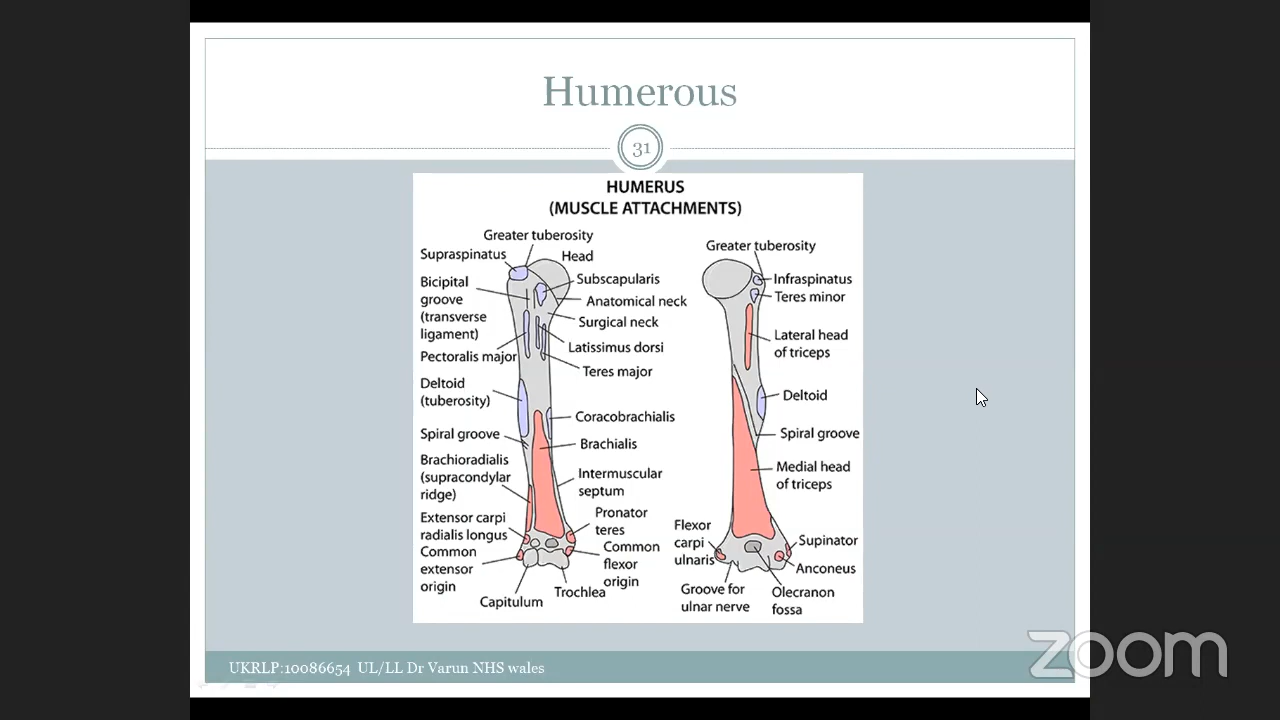 Humerous
31
HUMERUS
(MUSCLE ATTACHMENTS)
Greater tuberosity
Supraspinatus
Head
Subscapularis
Bicipital
groove
(transverse
ligament)
Anatomical neck
Surgical neck
Latissimus dorsi
Pectoralis major
Teres major
Deltoid
(tuberosity)
Coracobrachialis
Spiral groove
Brachialis
Brachioradialis
(supracondylar
ridge)
Intermuscular
septum
Extensor carpi
radialis longus
Pronator
teres
Common
extensor
origin
Common
flexor
origin
Capitulum
Trochlea
Greater tuberosity
Infraspinatus
Teres minor
Lateral head
of triceps
Deltoid
Spiral groove
Medial head
of triceps
Flexor
carpi
ulnaris
Supinator
Anconeus
Groove for
ulnar nerve
Olecranon
fossa
UKRLP:10086654 UL/LL Dr Varun NHS wales
zoom